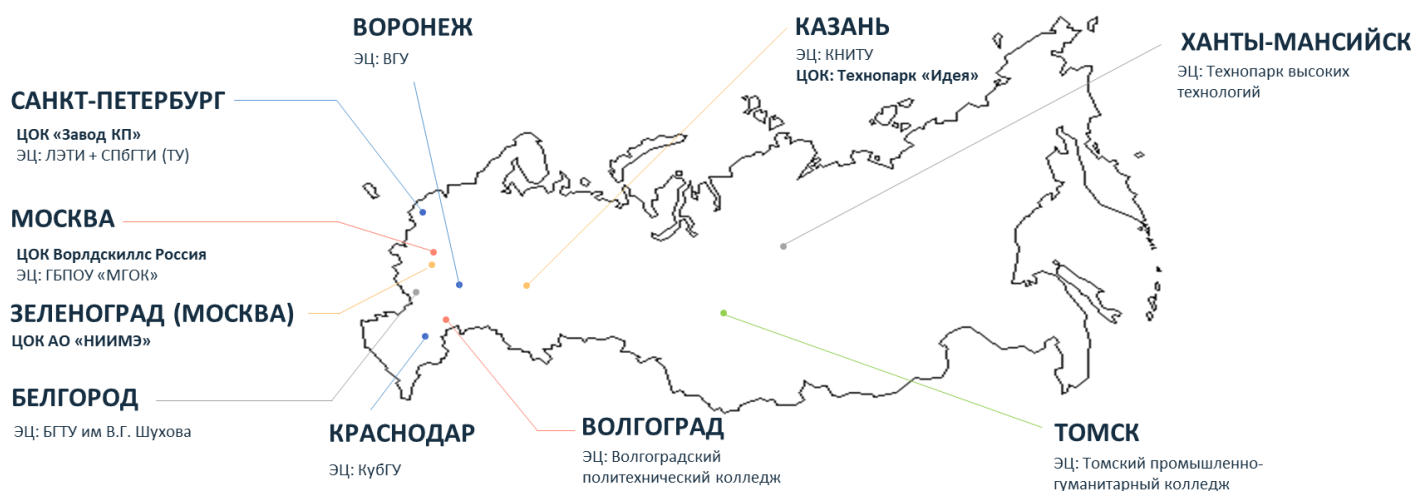 ВОРОНЕЖ
ЭЦ: ВГУ
КАЗАНЬ
ЭЦ: КНИТУ
ЦОК: Технопарк «Идея»
ХАНТЫ-МАНСИЙСК
ЭЦ: Технопарк высоких
технологий
САНКТ-ПЕТЕРБУРГ
ЦОК «Завод КП»
ЭЦ: ЛЭТИ + СПбГТИ (ТУ)
МОСКВА
ЦОК Ворлдскиллс Россия
ЭЦ: ГБПОУ «МГОК»
ЗЕЛЕНОГРАД (МОСКВА)
ЦОК АО «НИИМЭ»
БЕЛГОРОД
ЭЦ: БГТУ им В.Г. Шухова
КРАСНОДАР
ЭЦ: КубГУ
ВОЛГОГРАД
ЭЦ: Волгоградский
политехнический колледж
ТОМСК
ЭЦ: Томский промышленно-
гуманитарный колледж